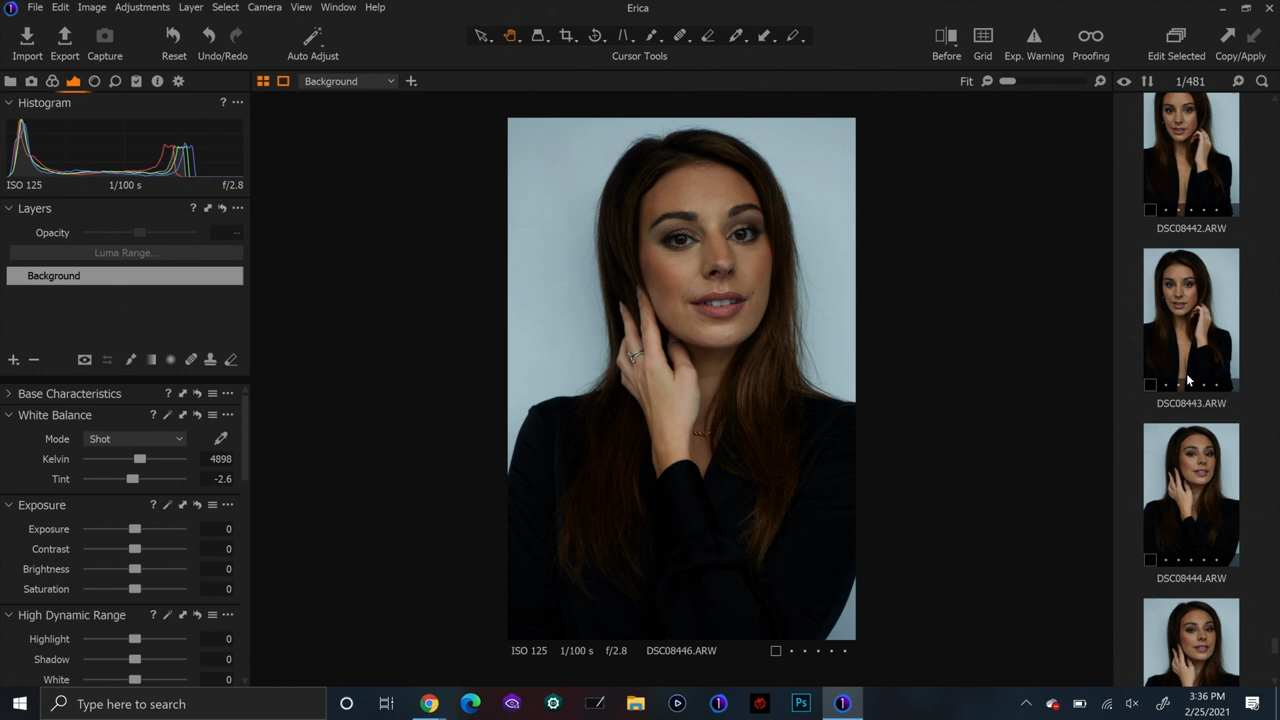 File Edit Image Adjustments Layer Select Camera View Window Help
Erica
Import Export Capture Reset Undo/Redo Auto Adjust Cursor Tools Before Grid Exp. Warning Proofing Edit Selected Copy/Apply
Background
Fit
1/481
Histogram
?
ISO 125 1/100 s f/2.8
Layers
?
Opacity --
Luma Range...
Background
Base Characteristics ?
White Balance ?
Mode Shot
Kelvin 4898
Tint -2.6
Exposure ?
Exposure 0
Contrast 0
Brightness 0
Saturation 0
High Dynamic Range ?
Highlight 0
Shadow 0
White 0
ISO 125 1/100 s f/2.8 DSC08446.ARW
DSC08442.ARW
DSC08443.ARW
DSC08444.ARW
Type here to search
Ps
3:36 PM
2/25/2021